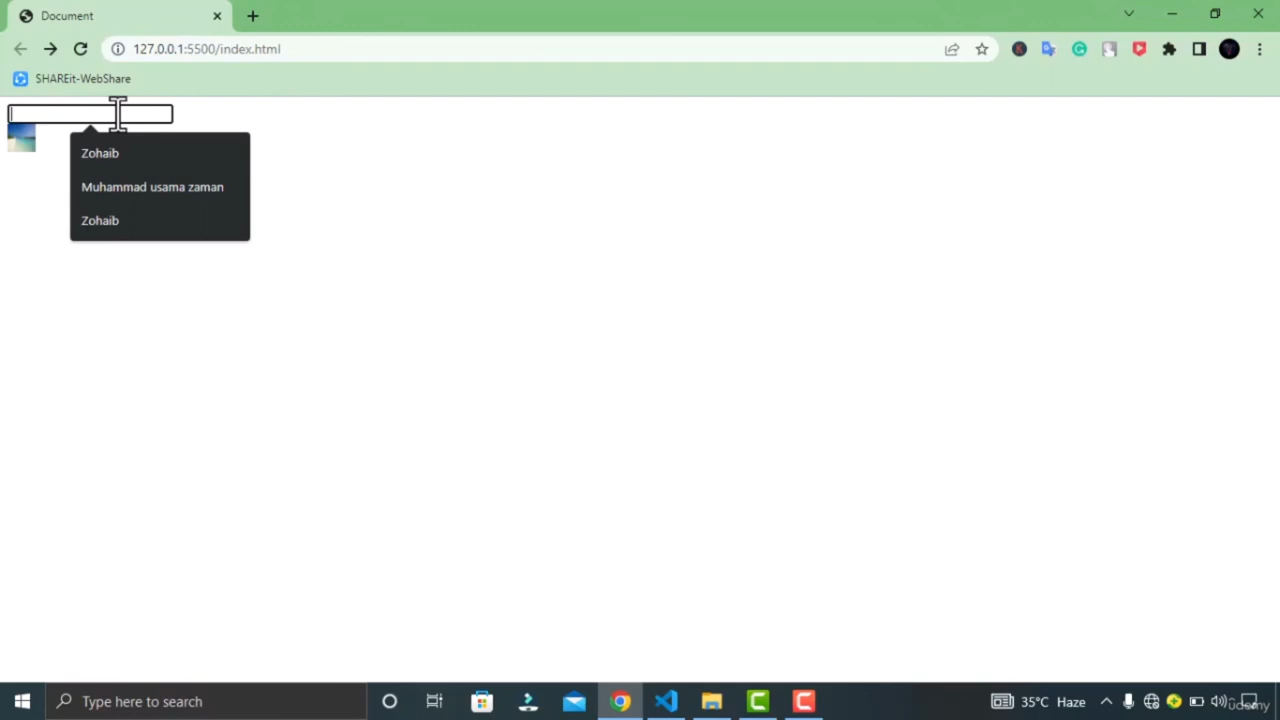 Document
127.0.0.1:5500/index.html
SHAREit-WebShare
Zohaib
Muhammad usama zaman
Zohaib
Type here to search
35°C Haze
ûdemy